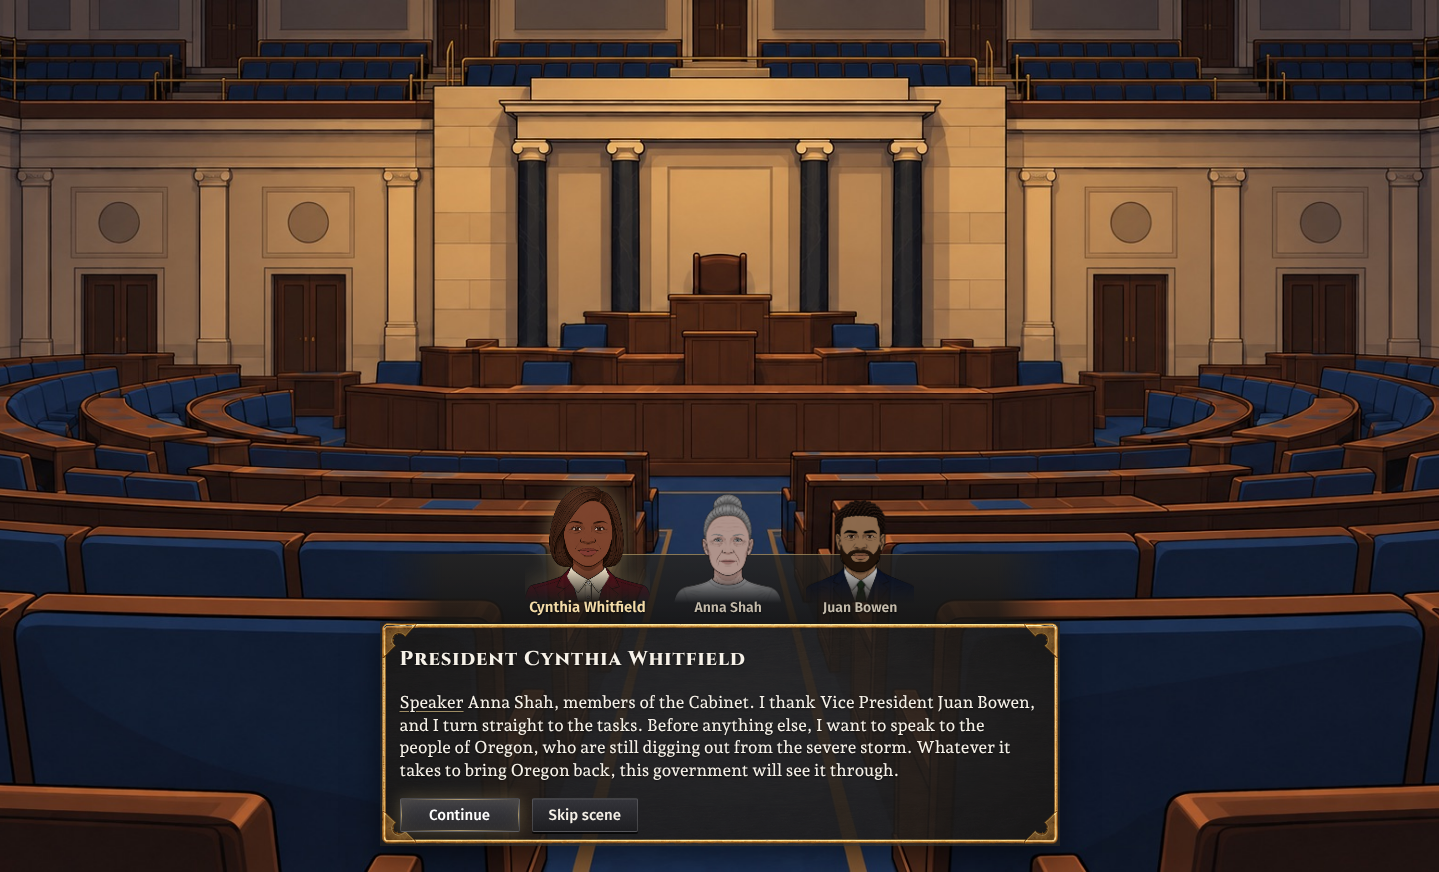 Cynthia Whitfield
Anna Shah
Juan Bowen
President Cynthia Whitfield
Speaker Anna Shah, members of the Cabinet. I thank Vice President Juan Bowen,
and I turn straight to the tasks. Before anything else, I want to speak to the
people of Oregon, who are still digging out from the severe storm. Whatever it
takes to bring Oregon back, this government will see it through.
Continue
Skip scene